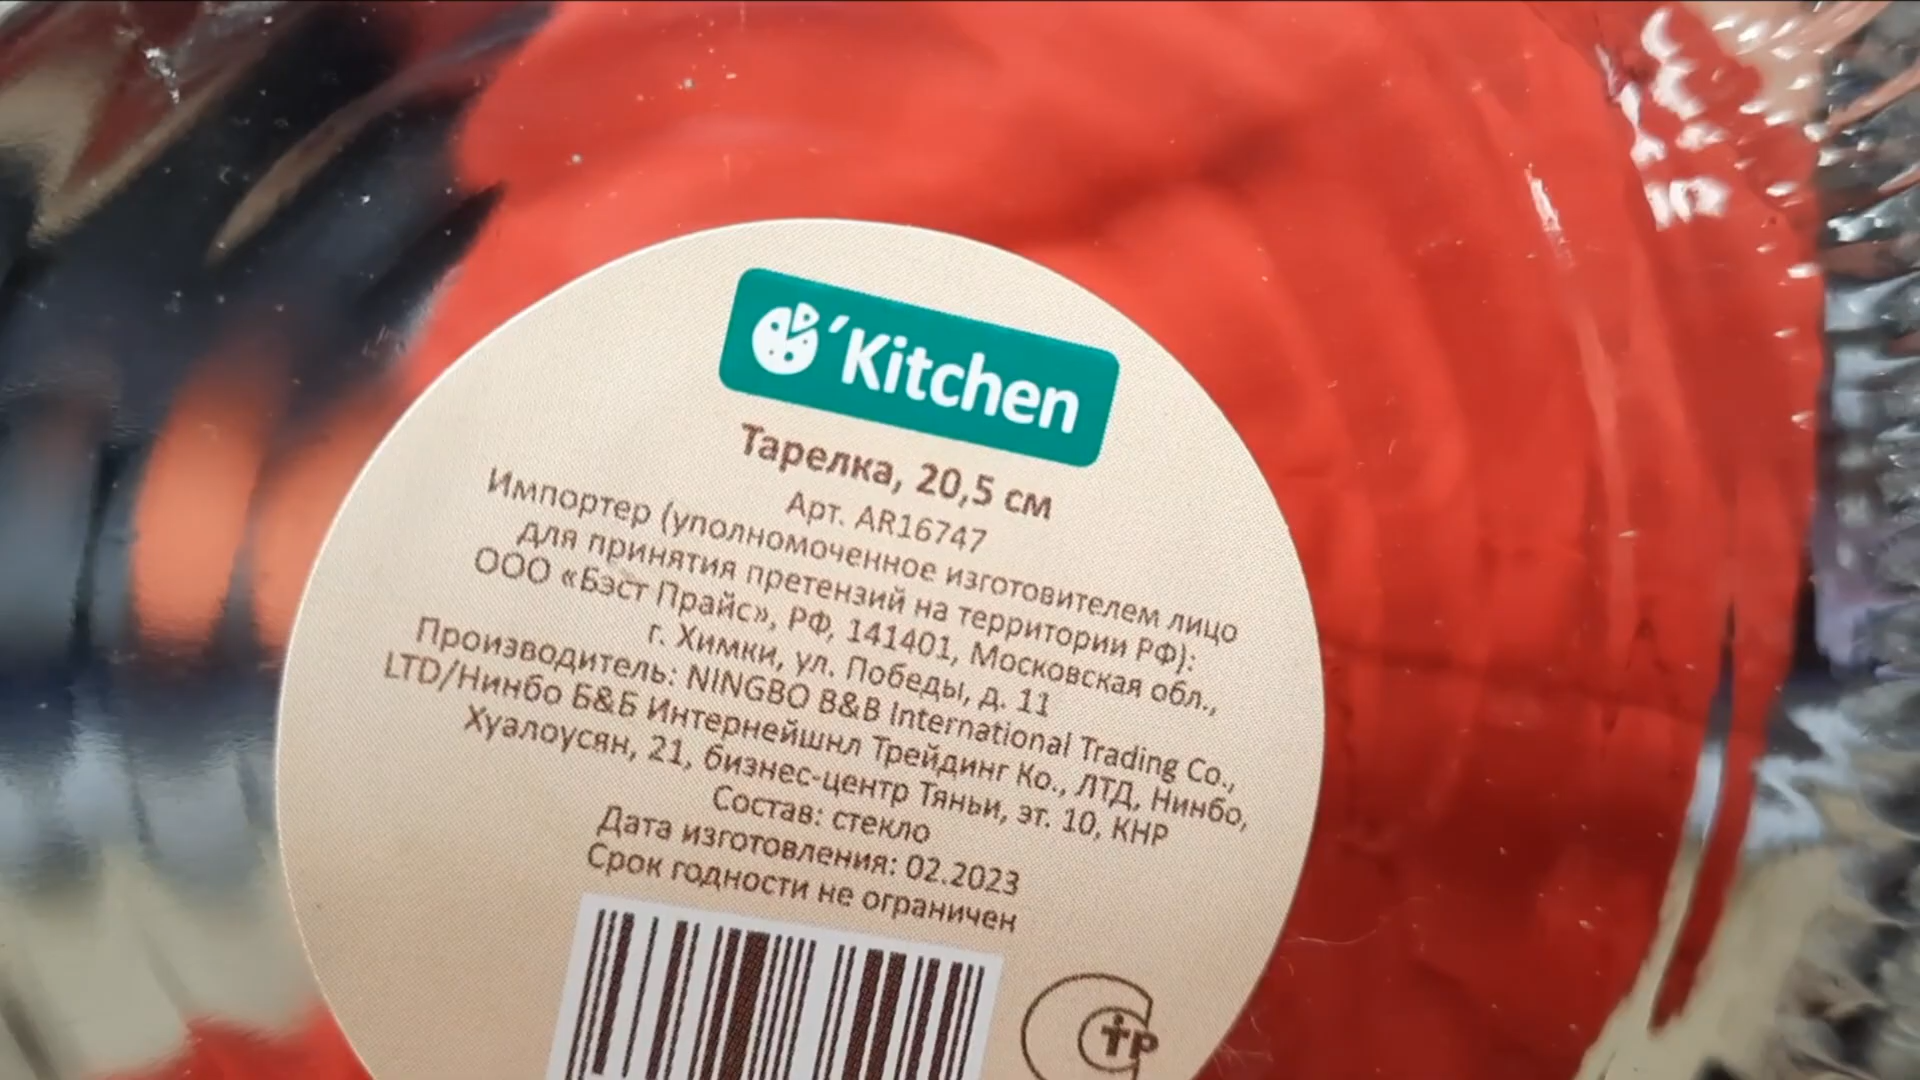 'Kitchen
Тарелка, 20,5 см
Арт. AR16747
Импортер (уполномоченное изготовителем лицо
для принятия претензий на территории РФ):
ООО «Бэст Прайс», РФ, 141401, Московская обл.,
г. Химки, ул. Победы, д. 11
Производитель: NINGBO B&B International Trading Co.,
LTD/Нинбо Б&Б Интернейшнл Трейдинг Ко., ЛТД, Нинбо,
Хуалоусян, 21, бизнес-центр Тяньи, эт. 10, КНР
Состав: стекло
Дата изготовления: 02.2023
Срок годности не ограничен
СТР